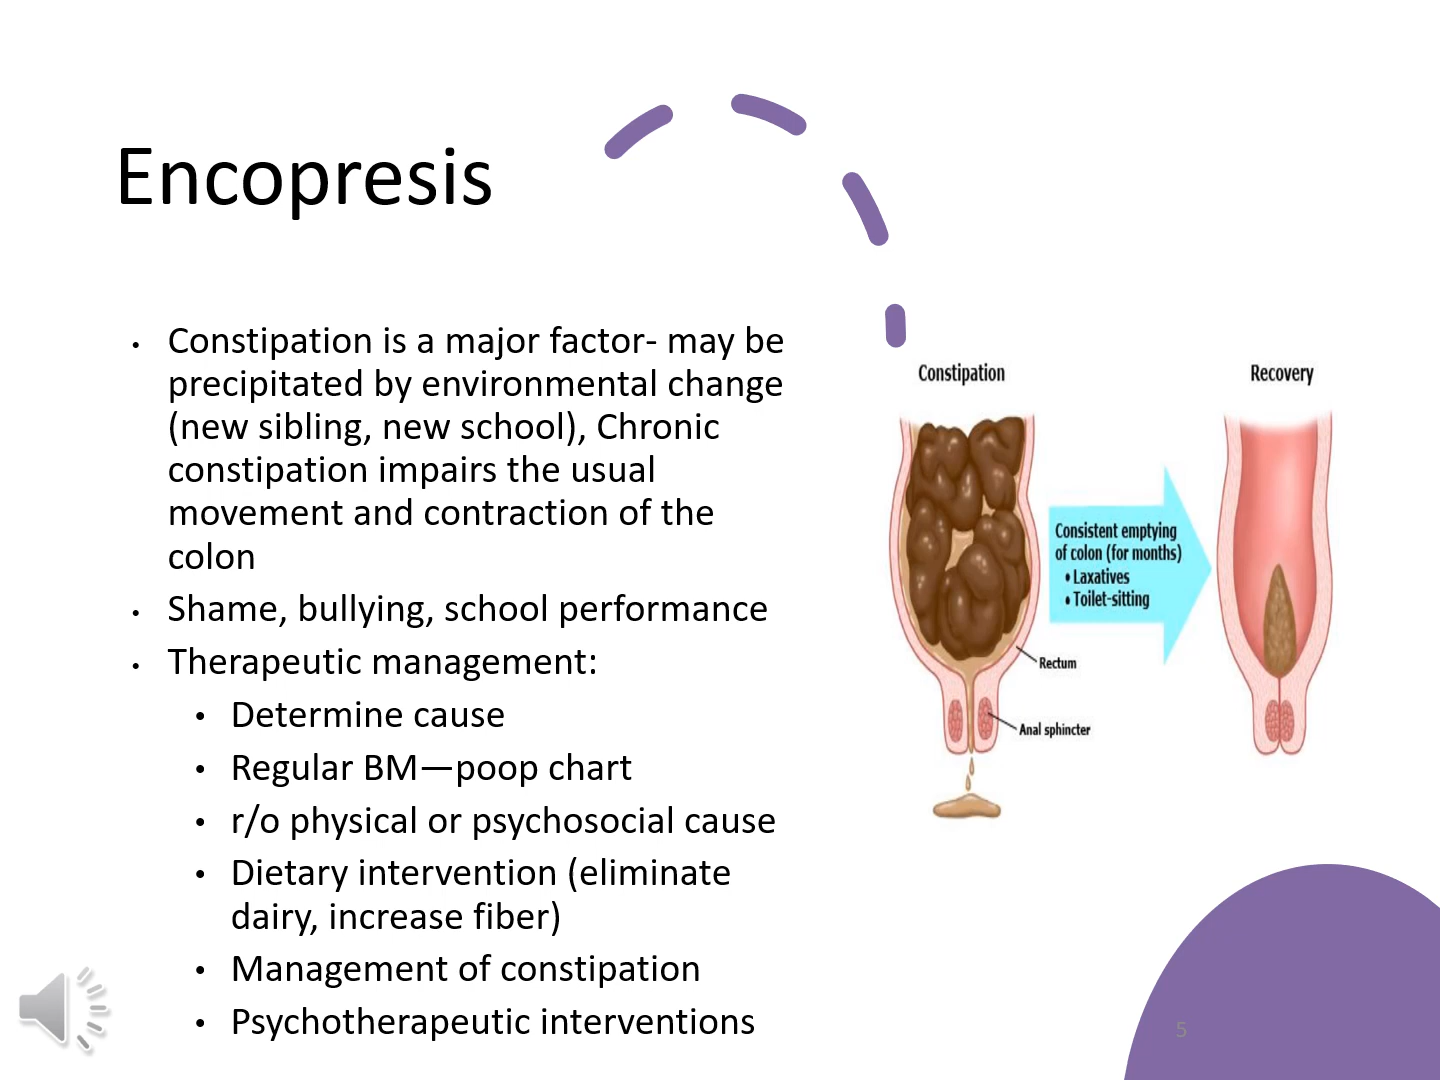 Encopresis
• Constipation is a major factor- may be
precipitated by environmental change
(new sibling, new school), Chronic
constipation impairs the usual
movement and contraction of the
colon
• Shame, bullying, school performance
• Therapeutic management:
• Determine cause
• Regular BM—poop chart
• r/o physical or psychosocial cause
• Dietary intervention (eliminate
dairy, increase fiber)
• Management of constipation
• Psychotherapeutic interventions
Constipation
Recovery
Consistent emptying
of colon (for months)
• Laxatives
• Toilet-sitting
Rectum
Anal sphincter
5